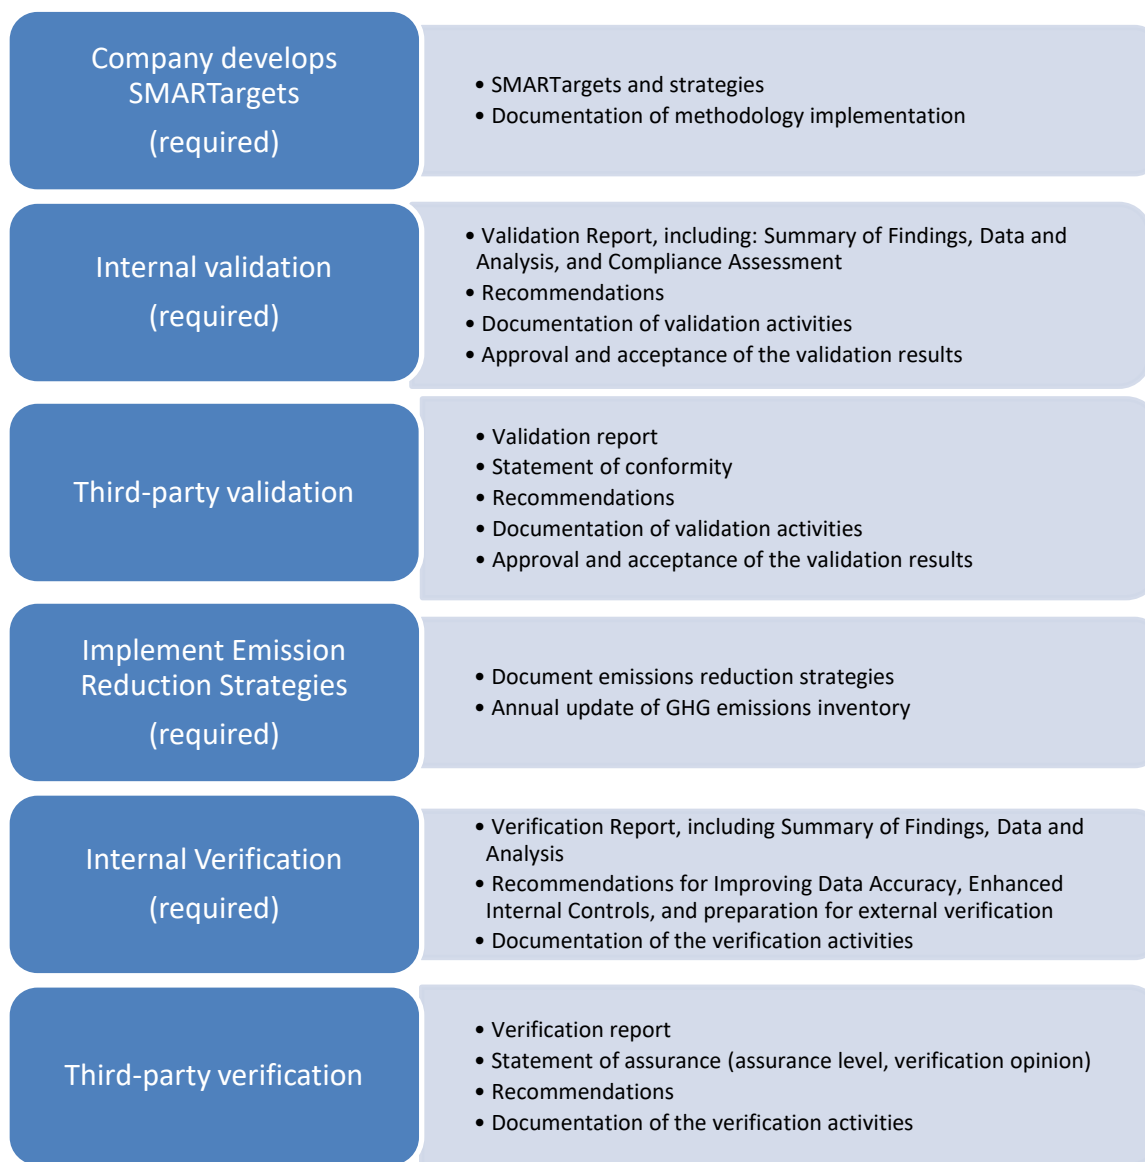 Company develops
SMARTargets
(required)
• SMARTargets and strategies
• Documentation of methodology implementation
Internal validation
(required)
• Validation Report, including: Summary of Findings, Data and
Analysis, and Compliance Assessment
• Recommendations
• Documentation of validation activities
• Approval and acceptance of the validation results
Third-party validation
• Validation report
• Statement of conformity
• Recommendations
• Documentation of validation activities
• Approval and acceptance of the validation results
Implement Emission
Reduction Strategies
(required)
• Document emissions reduction strategies
• Annual update of GHG emissions inventory
Internal Verification
(required)
• Verification Report, including Summary of Findings, Data and
Analysis
• Recommendations for Improving Data Accuracy, Enhanced
Internal Controls, and preparation for external verification
• Documentation of the verification activities
Third-party verification
• Verification report
• Statement of assurance (assurance level, verification opinion)
• Recommendations
• Documentation of the verification activities